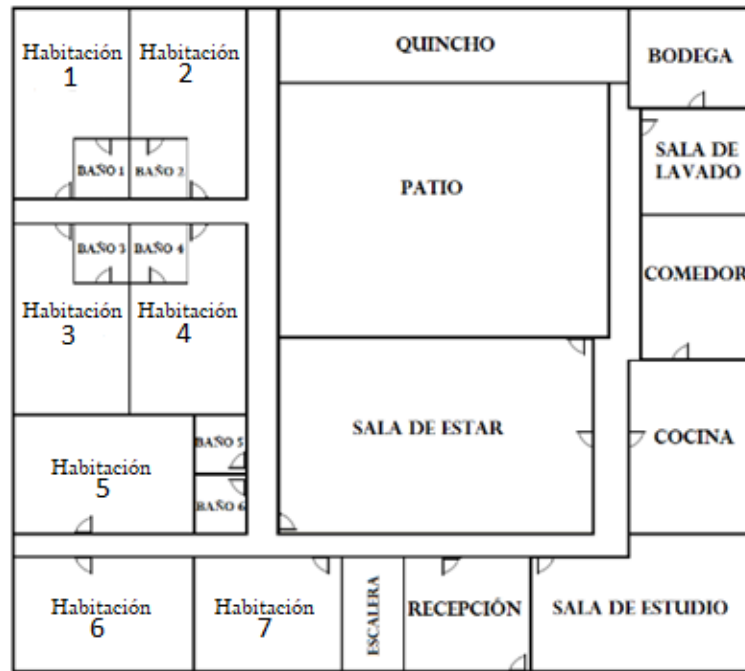 Habitación
1
Habitación
2
QUINCHO
BODEGA
BAÑO 1
BAÑO 2
PATIO
SALA DE
LAVADO
BAÑO 3
BAÑO 4
Habitación
3
Habitación
4
COMEDOR
SALA DE ESTAR
COCINA
BAÑO 5
Habitación
5
BAÑO 6
Habitación
6
Habitación
7
ESCALERA
RECEPCIÓN
SALA DE ESTUDIO